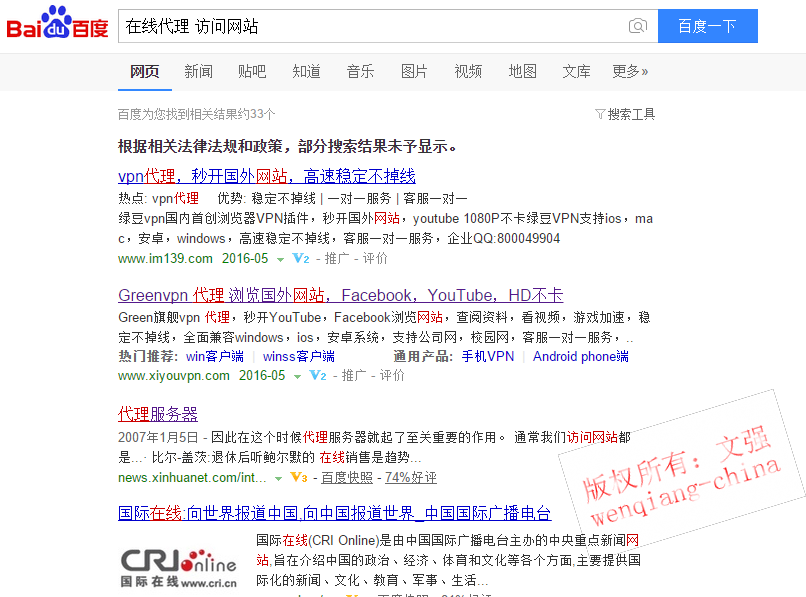 Bai du 百度 在线代理 访问网站 百度一下
网页 新闻 贴吧 知道 音乐 图片 视频 地图 文库 更多»
百度为您找到相关结果约33个 搜索工具
根据相关法律法规和政策，部分搜索结果未予显示。
vpn代理，秒开国外网站，高速稳定不掉线
热点: vpn代理 优势: 稳定不掉线 | 一对一服务 | 客服一对一
绿豆vpn国内首创浏览器VPN插件，秒开国外网站，youtube 1080P不卡绿豆VPN支持ios，ma
c，安卓，windows，高速稳定不掉线，客服一对一服务，企业QQ:800049904
www.im139.com 2016-05 V2 - 推广 - 评价
Greenvpn 代理 浏览国外网站，Facebook，YouTube，HD不卡
Green旗舰vpn 代理，秒开YouTube，Facebook浏览网站，查阅资料，看视频，游戏加速，稳
定不掉线，全面兼容windows，ios，安卓系统，支持公司网，校园网，客服一对一服务，..
热门推荐: win客户端 | winss客户端 通用产品: 手机VPN | Android phone端
www.xiyouvpn.com 2016-05 V2 - 推广 - 评价
代理服务器
2007年1月5日 - 因此在这个时候代理服务器就起了至关重要的作用。 通常我们访问网站都
是...· 比尔-盖茨:退休后听鲍尔默的 在线销售是趋势...
news.xinhuanet.com/int... V3 - 百度快照 - 74%好评
版权所有：文强
wenqiang-china
国际在线:向世界报道中国,向中国报道世界_中国国际广播电台
国际在线(CRI Online)是由中国国际广播电台主办的中央重点新闻网
站,旨在介绍中国的政治、经济、体育和文化等各个方面,主要提供国
际化的新闻、文化、教育、军事、生活...
CRI online
国际在线 www.cri.cn